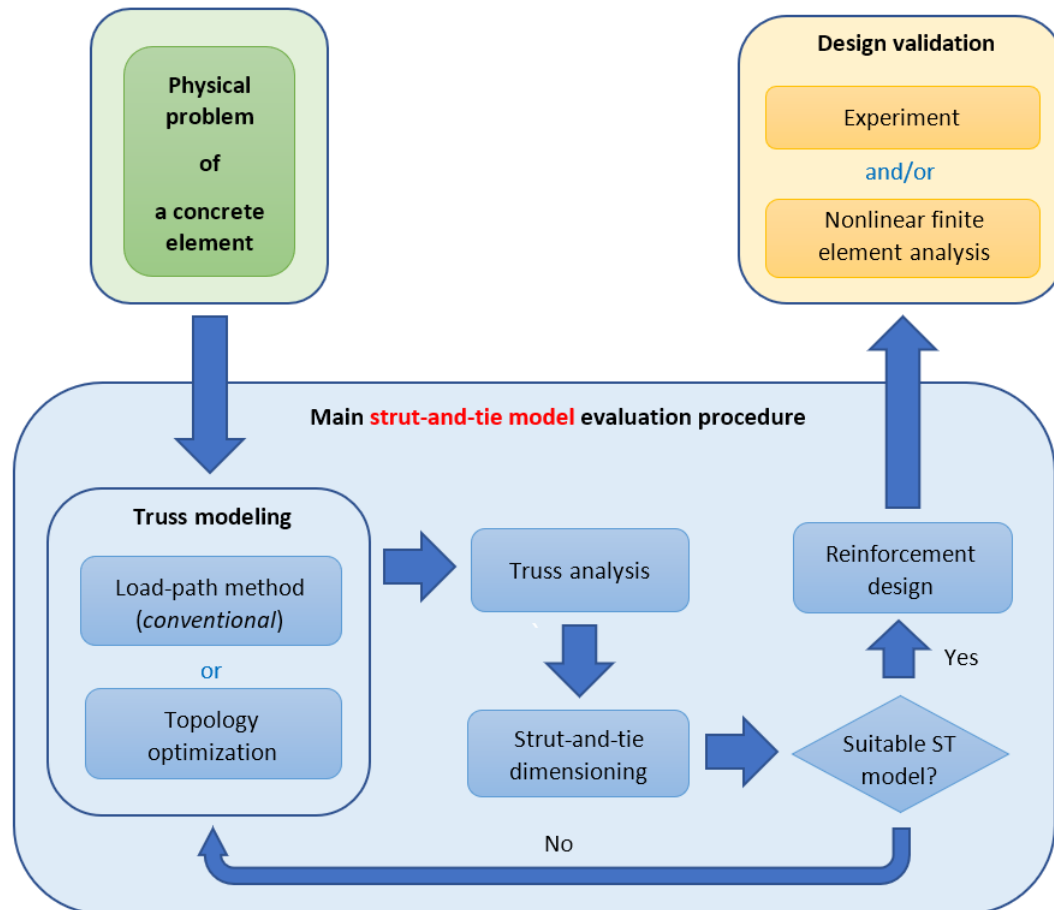 Physical
problem
of
a concrete
element
Design validation
Experiment
and/or
Nonlinear finite
element analysis
Main strut-and-tie model evaluation procedure
Truss modeling
Load-path method
(conventional)
or
Topology
optimization
Truss analysis
Strut-and-tie
dimensioning
Suitable ST
model?
Yes
Reinforcement
design
No